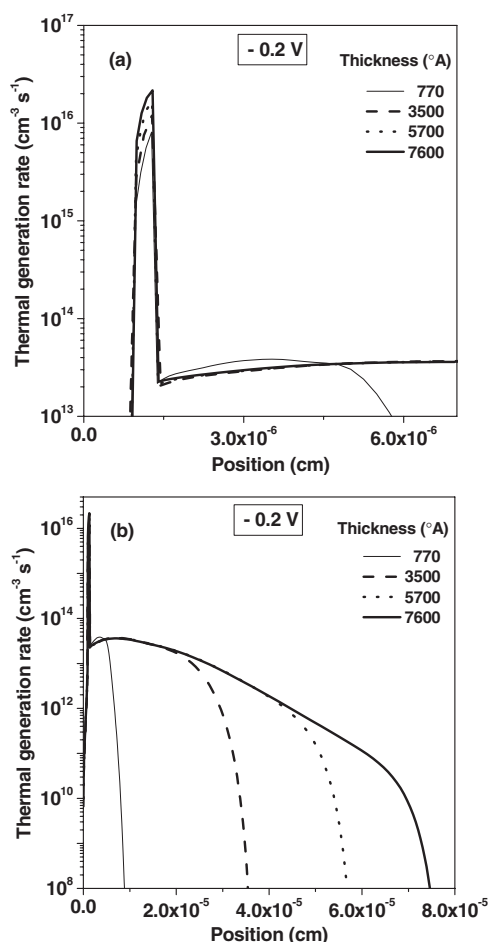 10¹⁷
(a)
- 0.2 V
Thickness (°A)
770
3500
5700
7600
10¹⁶
10¹⁵
10¹⁴
10¹³
Thermal generation rate (cm⁻³ s⁻¹)
0.0
3.0x10⁻⁶
6.0x10⁻⁶
Position (cm)
(b)
- 0.2 V
Thickness (°A)
770
3500
5700
7600
10¹⁶
10¹⁴
10¹²
10¹⁰
10⁸
Thermal generation rate (cm⁻³ s⁻¹)
0.0
2.0x10⁻⁵
4.0x10⁻⁵
6.0x10⁻⁵
8.0x10⁻⁵
Position (cm)